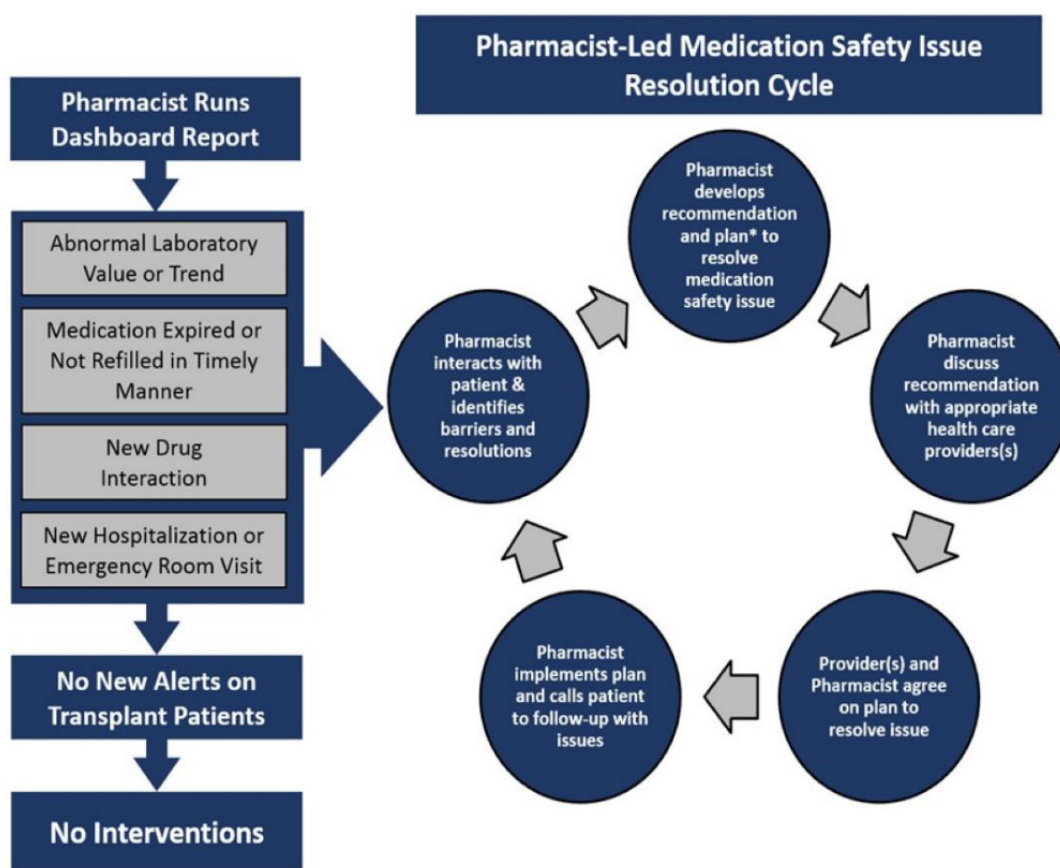 Pharmacist-Led Medication Safety Issue
Resolution Cycle
Pharmacist Runs
Dashboard Report
Abnormal Laboratory
Value or Trend
Medication Expired or
Not Refilled in Timely
Manner
New Drug
Interaction
New Hospitalization or
Emergency Room Visit
No New Alerts on
Transplant Patients
No Interventions
Pharmacist
interacts with
patient &
identifies
barriers and
resolutions
Pharmacist
develops
recommendation
and plan* to
resolve
medication
safety issue
Pharmacist
discuss
recommendation
with appropriate
health care
providers(s)
Provider(s) and
Pharmacist agree
on plan to
resolve issue
Pharmacist
implements plan
and calls patient
to follow-up with
issues